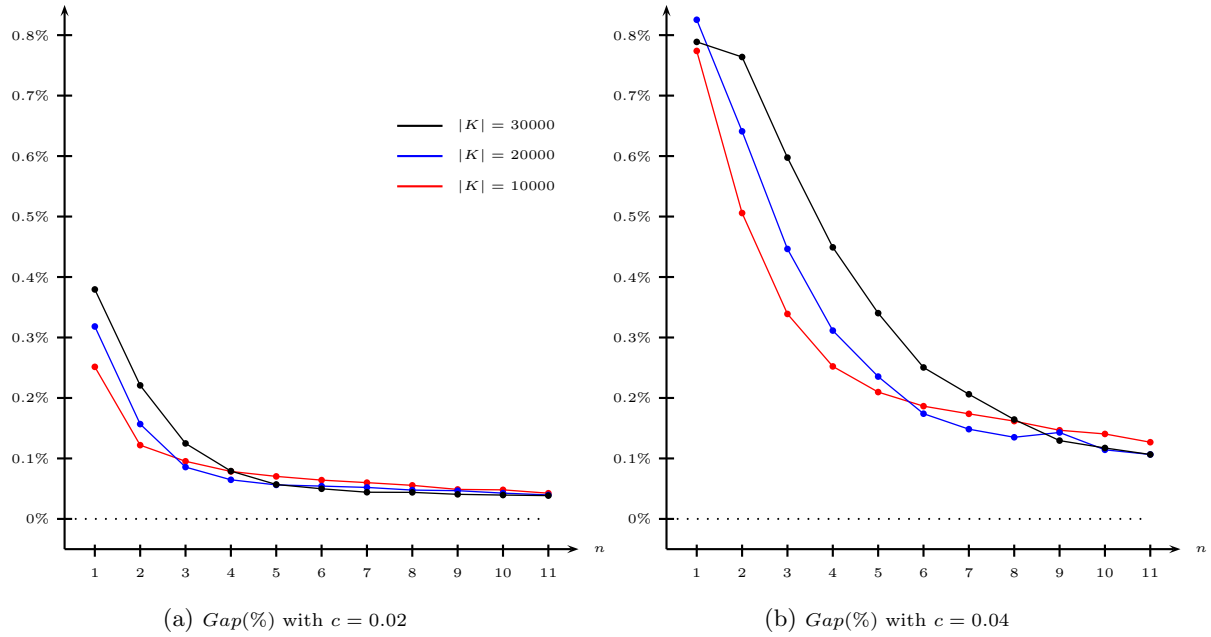 0.8%
0.7%
0.6%
0.5%
0.4%
0.3%
0.2%
0.1%
0%
|K| = 30000
|K| = 20000
|K| = 10000
1 2 3 4 5 6 7 8 9 10 11
n
(a) Gap(%) with c = 0.02
0.8%
0.7%
0.6%
0.5%
0.4%
0.3%
0.2%
0.1%
0%
1 2 3 4 5 6 7 8 9 10 11
n
(b) Gap(%) with c = 0.04